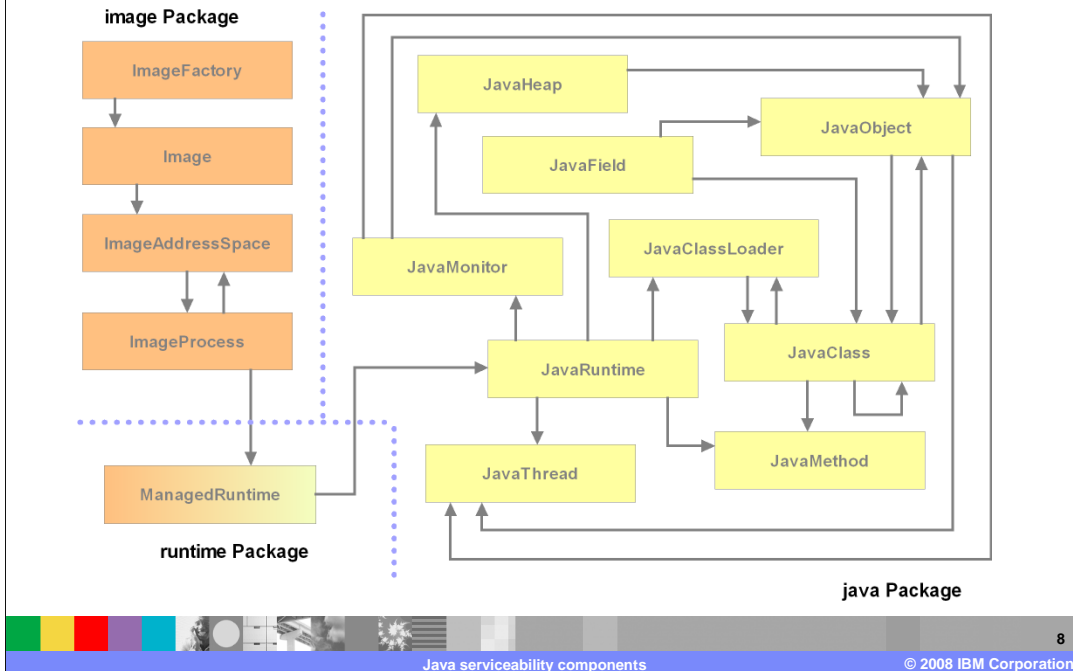 image Package
ImageFactory
Image
ImageAddressSpace
ImageProcess
ManagedRuntime
runtime Package
JavaHeap
JavaObject
JavaField
JavaClassLoader
JavaMonitor
JavaClass
JavaRuntime
JavaMethod
JavaThread
java Package
8
Java serviceability components
© 2008 IBM Corporation